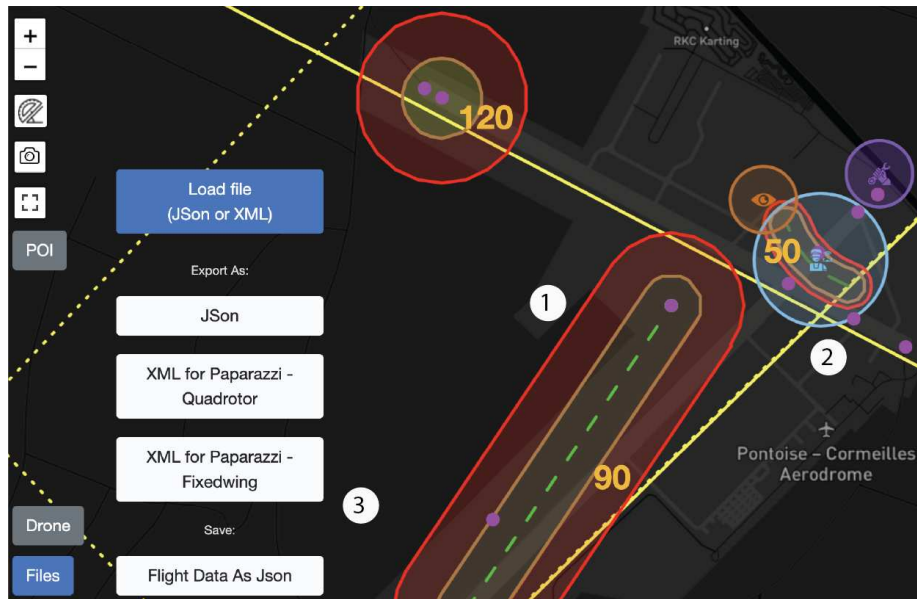 +
−
RKC Karting
120
Load file
(JSon or XML)
POI
50
Export As:
1
JSon
2
XML for Paparazzi -
Quadrotor
Pontoise – Cormeilles
Aerodrome
XML for Paparazzi -
Fixedwing
90
3
Drone
Save:
Files
Flight Data As Json